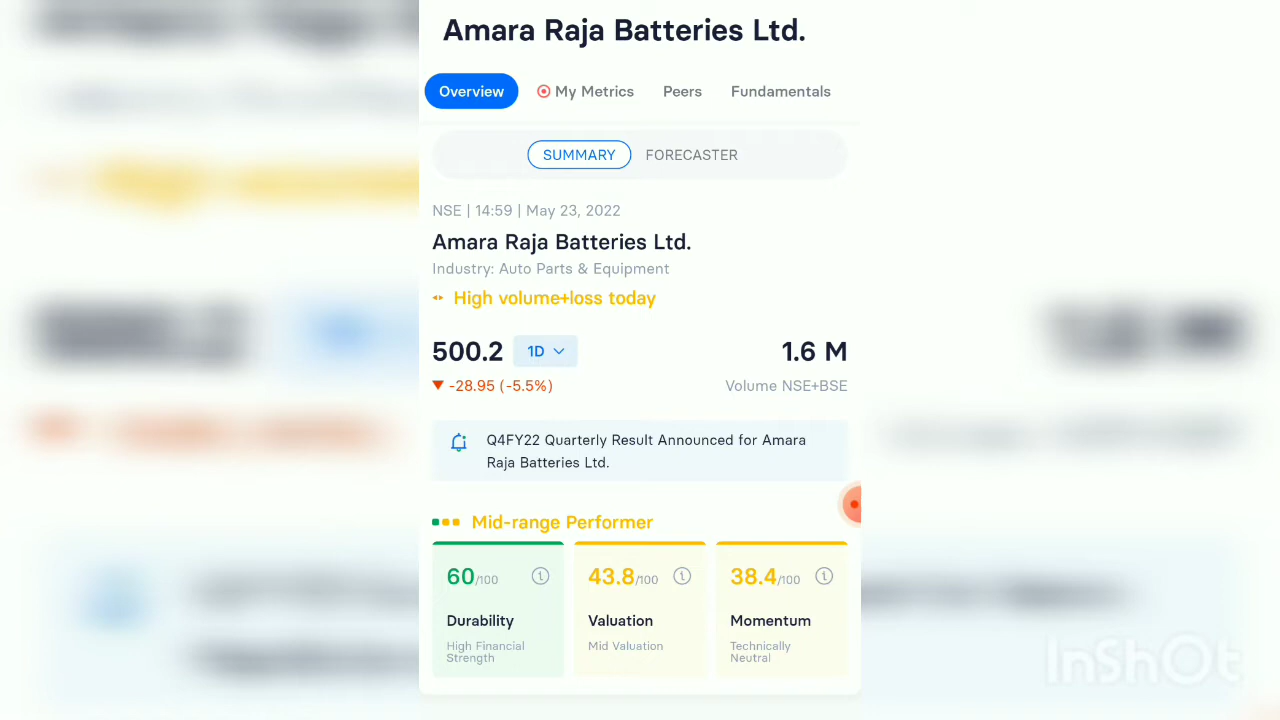 Amara Raja Batteries Ltd.
Overview
My Metrics
Peers
Fundamentals
SUMMARY
FORECASTER
NSE | 14:59 | May 23, 2022
Amara Raja Batteries Ltd.
Industry: Auto Parts & Equipment
High volume+loss today
500.2
1D
1.6 M
-28.95 (-5.5%)
Volume NSE+BSE
Q4FY22 Quarterly Result Announced for Amara
Raja Batteries Ltd.
Mid-range Performer
60/100
43.8/100
38.4/100
Durability
Valuation
Momentum
High Financial
Strength
Mid Valuation
Technically
Neutral
InShOt